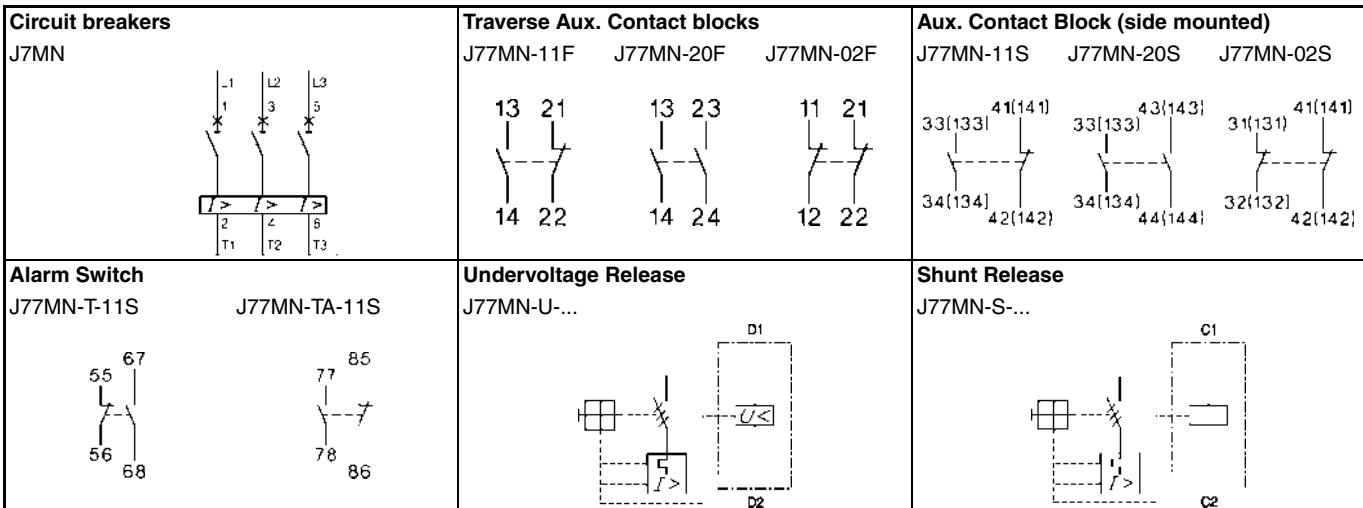 Circuit breakers
J7MN
L1 L2 L3
1 3 5
I > I > I >
2 4 6
T1 T2 T3
Traverse Aux. Contact blocks
J77MN-11F J77MN-20F J77MN-02F
13 21 13 23 11 21
14 22 14 24 12 22
Aux. Contact Block (side mounted)
J77MN-11S J77MN-20S J77MN-02S
41(141) 43(143) 41(141)
33(133) 33(133) 31(131)
34(134) 34(134) 32(132)
42(142) 44(144) 42(142)
Alarm Switch
J77MN-T-11S J77MN-TA-11S
67 85
55 77
56 78
68 86
Undervoltage Release
J77MN-U-...
D1
U<
I >
D2
Shunt Release
J77MN-S-...
C1
I >
C2